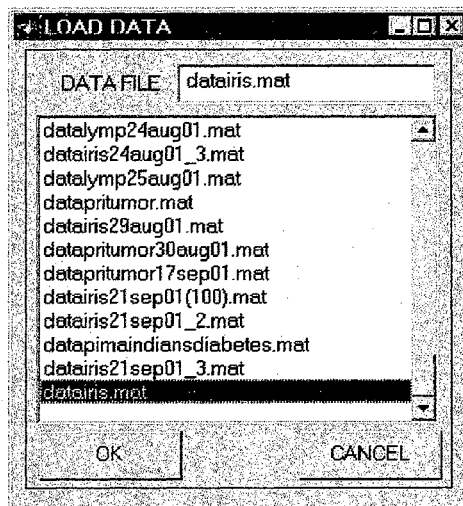 LOAD DATA
DATA FILE datairis.mat
datalymp24aug01.mat
datairis24aug01_3.mat
datalymp25aug01.mat
datapritumor.mat
datairis29aug01.mat
datapritumor30aug01.mat
datapritumor17sep01.mat
datairis21sep01(100).mat
datairis21sep01_2.mat
datapimaindiansdiabetes.mat
datairis21sep01_3.mat
datairis.mat
OK CANCEL